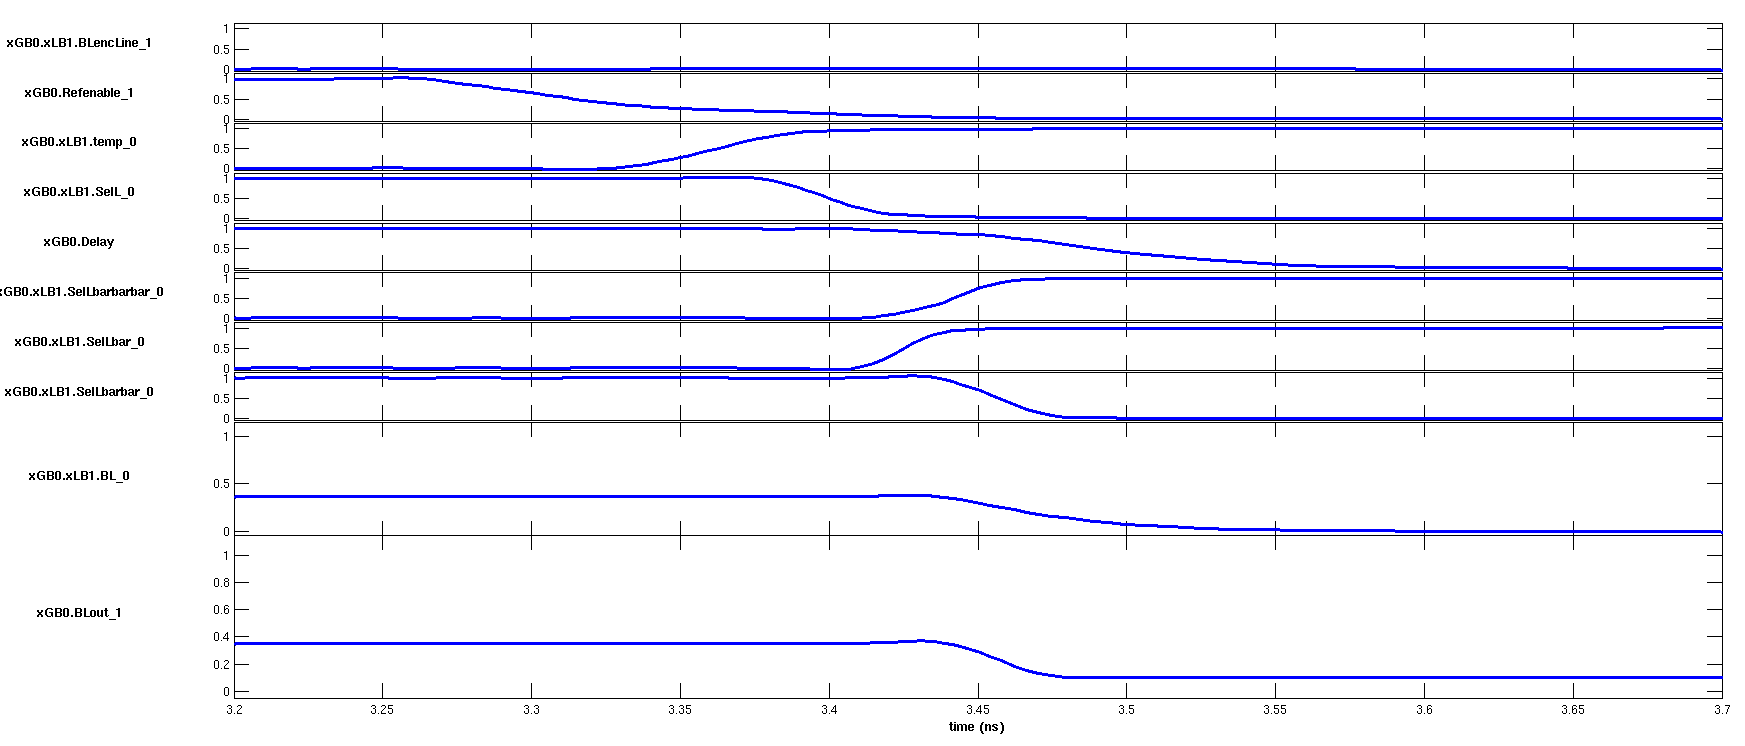 xGB0.xLB1.BLencLine_1
1
0.5
0
xGB0.Refenable_1
0.5
0
xGB0.xLB1.temp_0
1
0.5
0
xGB0.xLB1.SelL_0
1
0.5
0
xGB0.Delay
1
0.5
0
xGB0.xLB1.SelLbarbarbar_0
1
0.5
0
xGB0.xLB1.SelLbar_0
1
0.5
0
xGB0.xLB1.SelLbarbar_0
1
0.5
0
xGB0.xLB1.BL_0
1
0.5
0
xGB0.BLout_1
1
0.8
0.6
0.4
0.2
0
3.2 3.25 3.3 3.35 3.4 3.45 3.5 3.55 3.6 3.65 3.7
time (ns)